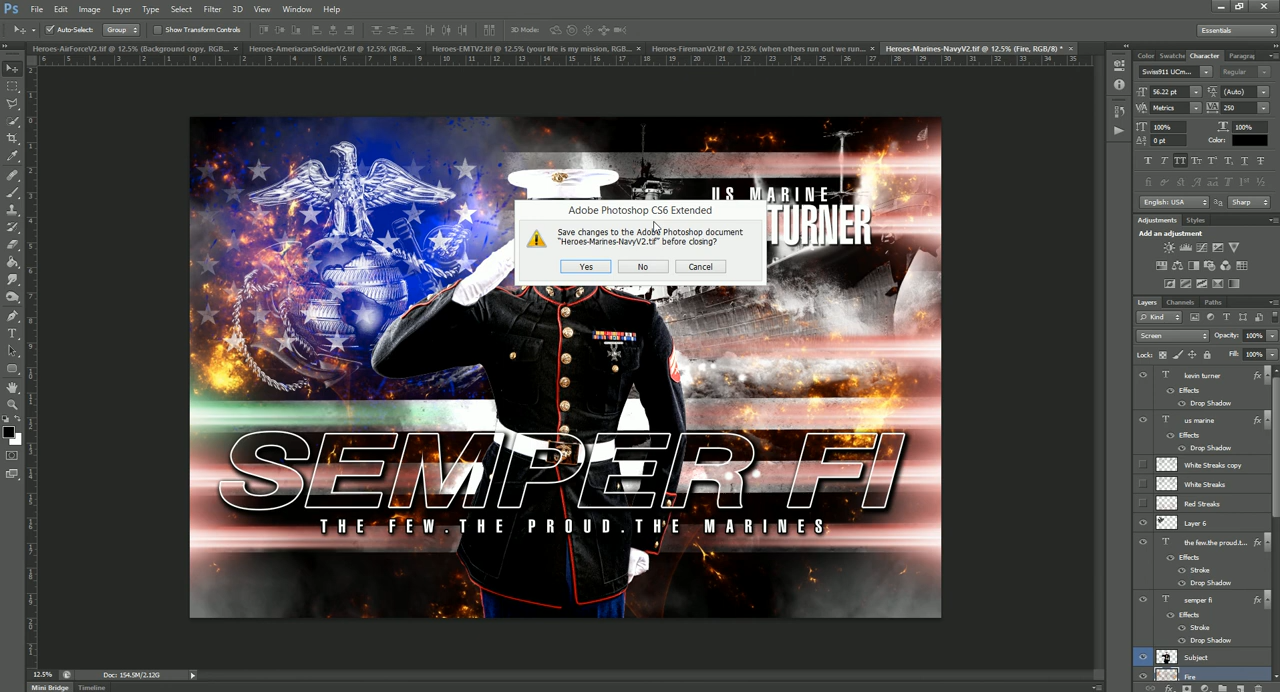 Ps File Edit Image Layer Type Select Filter 3D View Window Help
Auto-Select: Group Show Transform Controls 3D Mode: Essentials
Heroes-AirForceV2.tif @ 12.5% (Background copy, RGB... × Heroes-AmeriacanSoldierV2.tif @ 12.5% (RGB... × Heroes-EMTV2.tif @ 12.5% (your life is my mission, RGB... × Heroes-FiremanV2.tif @ 12.5% (when others run out we run... × Heroes-Marines-NavyV2.tif @ 12.5% (Fire, RGB/8) * ×
Color Swatche Character Paragra
Swiss911 UCm... Regular
56.22 pt (Auto)
Metrics 250
100% 100%
0 pt Color:
English: USA Sharp
Adjustments Styles
Add an adjustment
Layers Channels Paths
Kind
Screen Opacity: 100%
Lock: Fill: 100%
kevin turner fx
Effects
Drop Shadow
us marine fx
Effects
Drop Shadow
White Streaks copy
White Streaks
Red Streaks
Layer 6
the few.the proud.t...
Effects
Stroke
Drop Shadow
semper fi fx
Effects
Stroke
Drop Shadow
Subject
Fire
US MARINE
TURNER
Adobe Photoshop CS6 Extended
Save changes to the Adobe Photoshop document
"Heroes-Marines-NavyV2.tif" before closing?
Yes No Cancel
SEMPER FI
THE FEW.THE PROUD.THE MARINES
12.5% Doc: 154.5M/2.12G
Mini Bridge Timeline